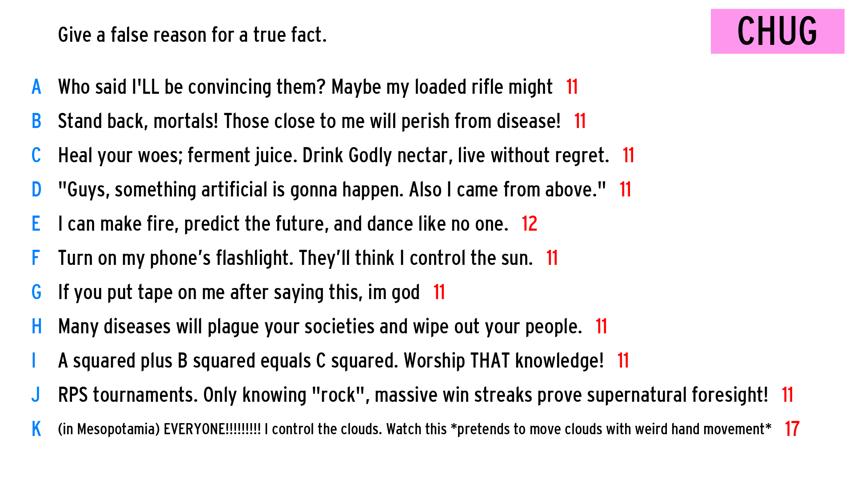 Give a false reason for a true fact.
CHUG
A Who said I'LL be convincing them? Maybe my loaded rifle might 11
B Stand back, mortals! Those close to me will perish from disease! 11
C Heal your woes; ferment juice. Drink Godly nectar, live without regret. 11
D "Guys, something artificial is gonna happen. Also I came from above." 11
E I can make fire, predict the future, and dance like no one. 12
F Turn on my phone's flashlight. They'll think I control the sun. 11
G If you put tape on me after saying this, im god 11
H Many diseases will plague your societies and wipe out your people. 11
I A squared plus B squared equals C squared. Worship THAT knowledge! 11
J RPS tournaments. Only knowing "rock", massive win streaks prove supernatural foresight! 11
K (in Mesopotamia) EVERYONE!!!!!!!!! I control the clouds. Watch this *pretends to move clouds with weird hand movement* 17